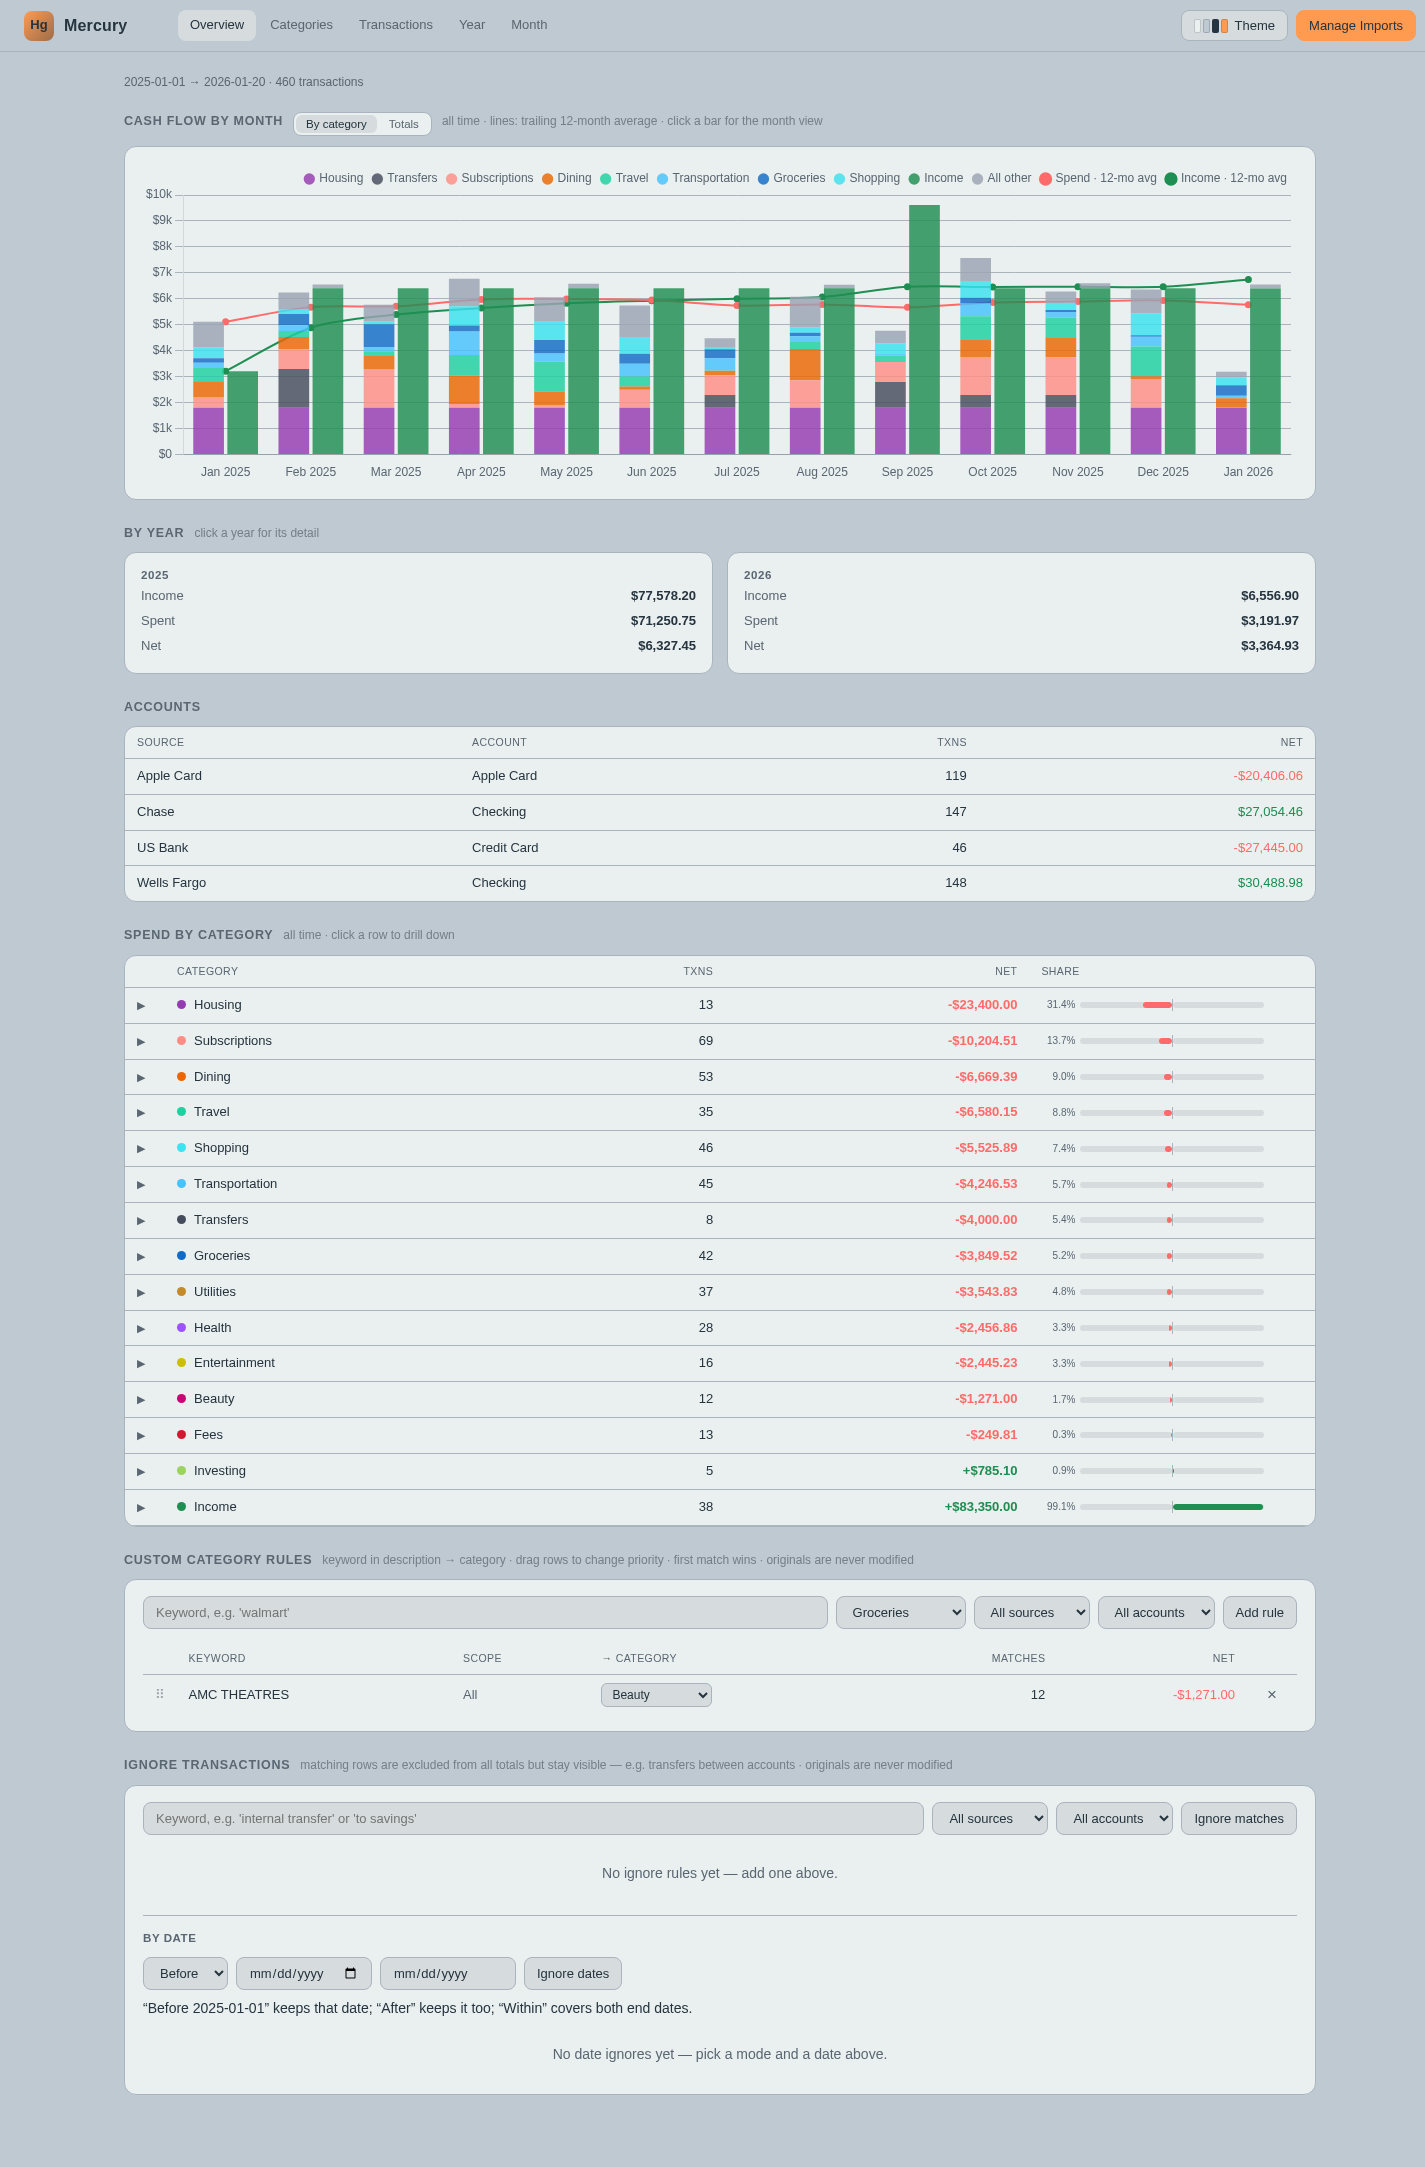 Hg Mercury Overview Categories Transactions Year Month Theme Manage Imports
2025-01-01 → 2026-01-20 · 460 transactions
CASH FLOW BY MONTH By category Totals all time · lines: trailing 12-month average · click a bar for the month view
Housing Transfers Subscriptions Dining Travel Transportation Groceries Shopping Income All other Spend · 12-mo avg Income · 12-mo avg
$10k
$9k
$8k
$7k
$6k
$5k
$4k
$3k
$2k
$1k
$0
Jan 2025 Feb 2025 Mar 2025 Apr 2025 May 2025 Jun 2025 Jul 2025 Aug 2025 Sep 2025 Oct 2025 Nov 2025 Dec 2025 Jan 2026
BY YEAR click a year for its detail
2025
Income $77,578.20
Spent $71,250.75
Net $6,327.45
2026
Income $6,556.90
Spent $3,191.97
Net $3,364.93
ACCOUNTS
SOURCE ACCOUNT TXNS NET
Apple Card Apple Card 119 -$20,406.06
Chase Checking 147 $27,054.46
US Bank Credit Card 46 -$27,445.00
Wells Fargo Checking 148 $30,488.98
SPEND BY CATEGORY all time · click a row to drill down
CATEGORY TXNS NET SHARE
▶ Housing 13 -$23,400.00 31.4%
▶ Subscriptions 69 -$10,204.51 13.7%
▶ Dining 53 -$6,669.39 9.0%
▶ Travel 35 -$6,580.15 8.8%
▶ Shopping 46 -$5,525.89 7.4%
▶ Transportation 45 -$4,246.53 5.7%
▶ Transfers 8 -$4,000.00 5.4%
▶ Groceries 42 -$3,849.52 5.2%
▶ Utilities 37 -$3,543.83 4.8%
▶ Health 28 -$2,456.86 3.3%
▶ Entertainment 16 -$2,445.23 3.3%
▶ Beauty 12 -$1,271.00 1.7%
▶ Fees 13 -$249.81 0.3%
▶ Investing 5 +$785.10 0.9%
▶ Income 38 +$83,350.00 99.1%
CUSTOM CATEGORY RULES keyword in description → category · drag rows to change priority · first match wins · originals are never modified
Keyword, e.g. 'walmart' Groceries All sources All accounts Add rule
KEYWORD SCOPE → CATEGORY MATCHES NET
⠿ AMC THEATRES All Beauty 12 -$1,271.00 ✕
IGNORE TRANSACTIONS matching rows are excluded from all totals but stay visible — e.g. transfers between accounts · originals are never modified
Keyword, e.g. 'internal transfer' or 'to savings' All sources All accounts Ignore matches
No ignore rules yet — add one above.
BY DATE
Before mm/dd/yyyy mm/dd/yyyy Ignore dates
“Before 2025-01-01” keeps that date; “After” keeps it too; “Within” covers both end dates.
No date ignores yet — pick a mode and a date above.